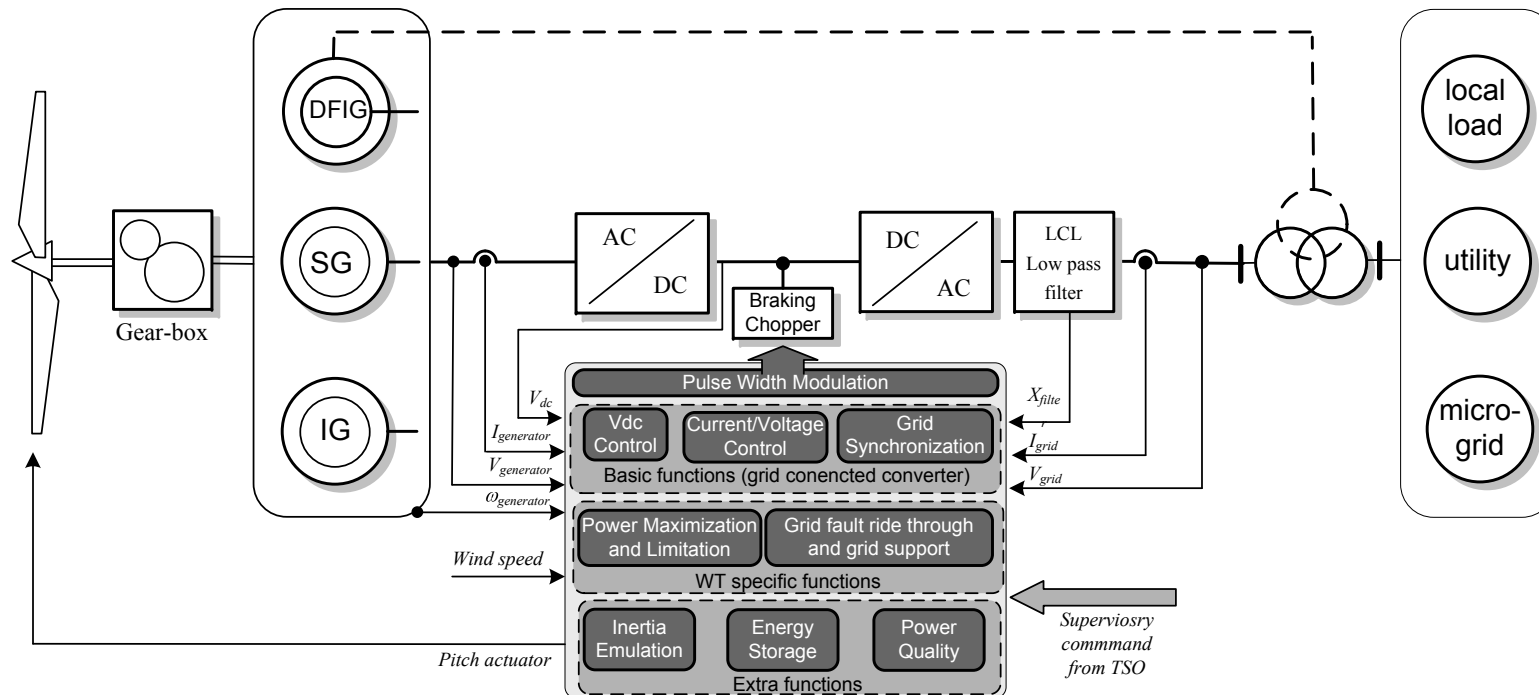 DFIG
local
load
AC
DC
DC
AC
LCL
Low pass
filter
SG
utility
Gear-box
Braking
Chopper
Pulse Width Modulation
V_dc
X_filte
r
Vdc
Control
Current/Voltage
Control
Grid
Synchronization
IG
micro-
grid
I_generator
I_grid
Basic functions (grid conencted converter)
V_generator
V_grid
ω_generator
Power Maximization
and Limitation
Grid fault ride through
and grid support
Wind speed
WT specific functions
Superviosry
commmand
from TSO
Inertia
Emulation
Energy
Storage
Power
Quality
Pitch actuator
Extra functions